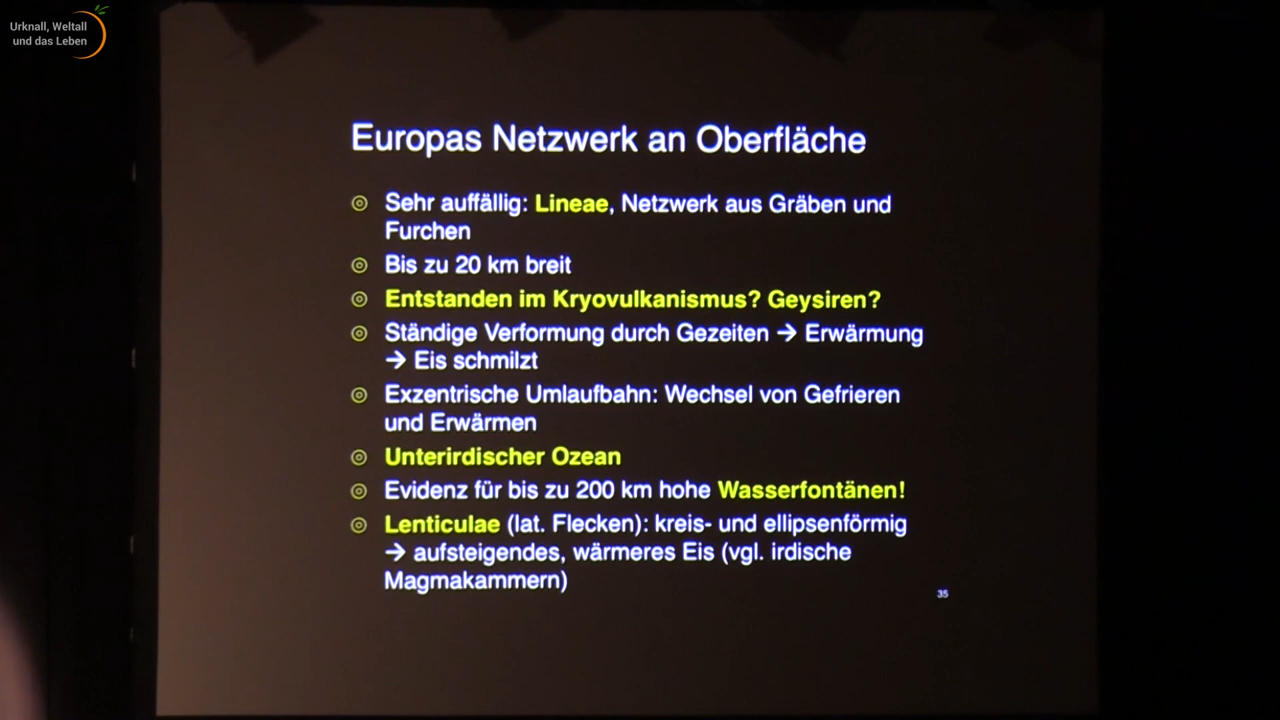 Urknall, Weltall
und das Leben
Europas Netzwerk an Oberfläche
Sehr auffällig: Lineae, Netzwerk aus Gräben und
Furchen
Bis zu 20 km breit
Entstanden im Kryovulkanismus? Geysiren?
Ständige Verformung durch Gezeiten → Erwärmung
→ Eis schmilzt
Exzentrische Umlaufbahn: Wechsel von Gefrieren
und Erwärmen
Unterirdischer Ozean
Evidenz für bis zu 200 km hohe Wasserfontänen!
Lenticulae (lat. Flecken): kreis- und ellipsenförmig
→ aufsteigendes, wärmeres Eis (vgl. irdische
Magmakammern)
35